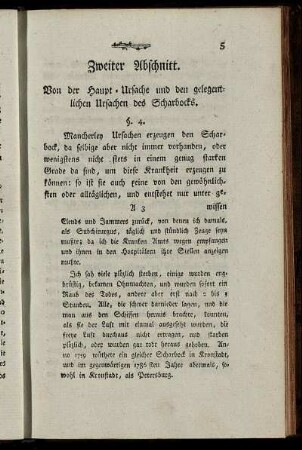 5
Zweiter Abschnitt.
Von der Haupt-Ursache und den gelegent-
lichen Ursachen des Scharbocks.
§. 4.
Mancherley Ursachen erzeugen den Schar-
bock, da selbige aber nicht immer vorhanden, oder
wenigstens nicht stets in einem genug starken
Grade da sind, um diese Krankheit erzeugen zu
können: so ist sie auch keine von den gewöhnlich-
sten oder alltäglichen, und entstehet nur unter ge-
A 3 wissen
Elends und Jammers zurück, von denen ich damals,
als Subchirurgus, täglich und stündlich Zeuge seyn
mußte; da ich die Kranken Amts wegen empfangen
und ihnen in den Hospitälern ihre Stellen anzeigen
mußte.
Ich sah viele plötzlich sterben, einige wurden eng-
brüstig, bekamen Ohnmachten, und wurden sofort ein
Raub des Todes, andere aber erst nach 2 bis 3
Stunden. Alle, die schwer darnieder lagen, und die
man aus den Schiffen heraus brachte, konnten,
als sie der Luft mit einmal ausgesetzt wurden, die
freye Luft durchaus nicht ertragen, und starben
plötzlich, oder wurden gar todt heraus gehoben. An-
no wüthete ein gleicher Scharbock in Kronstadt,
und im gegenwärtigen 1786sten Jahre abermals, so-
wohl in Kronstadt, als Petersburg.